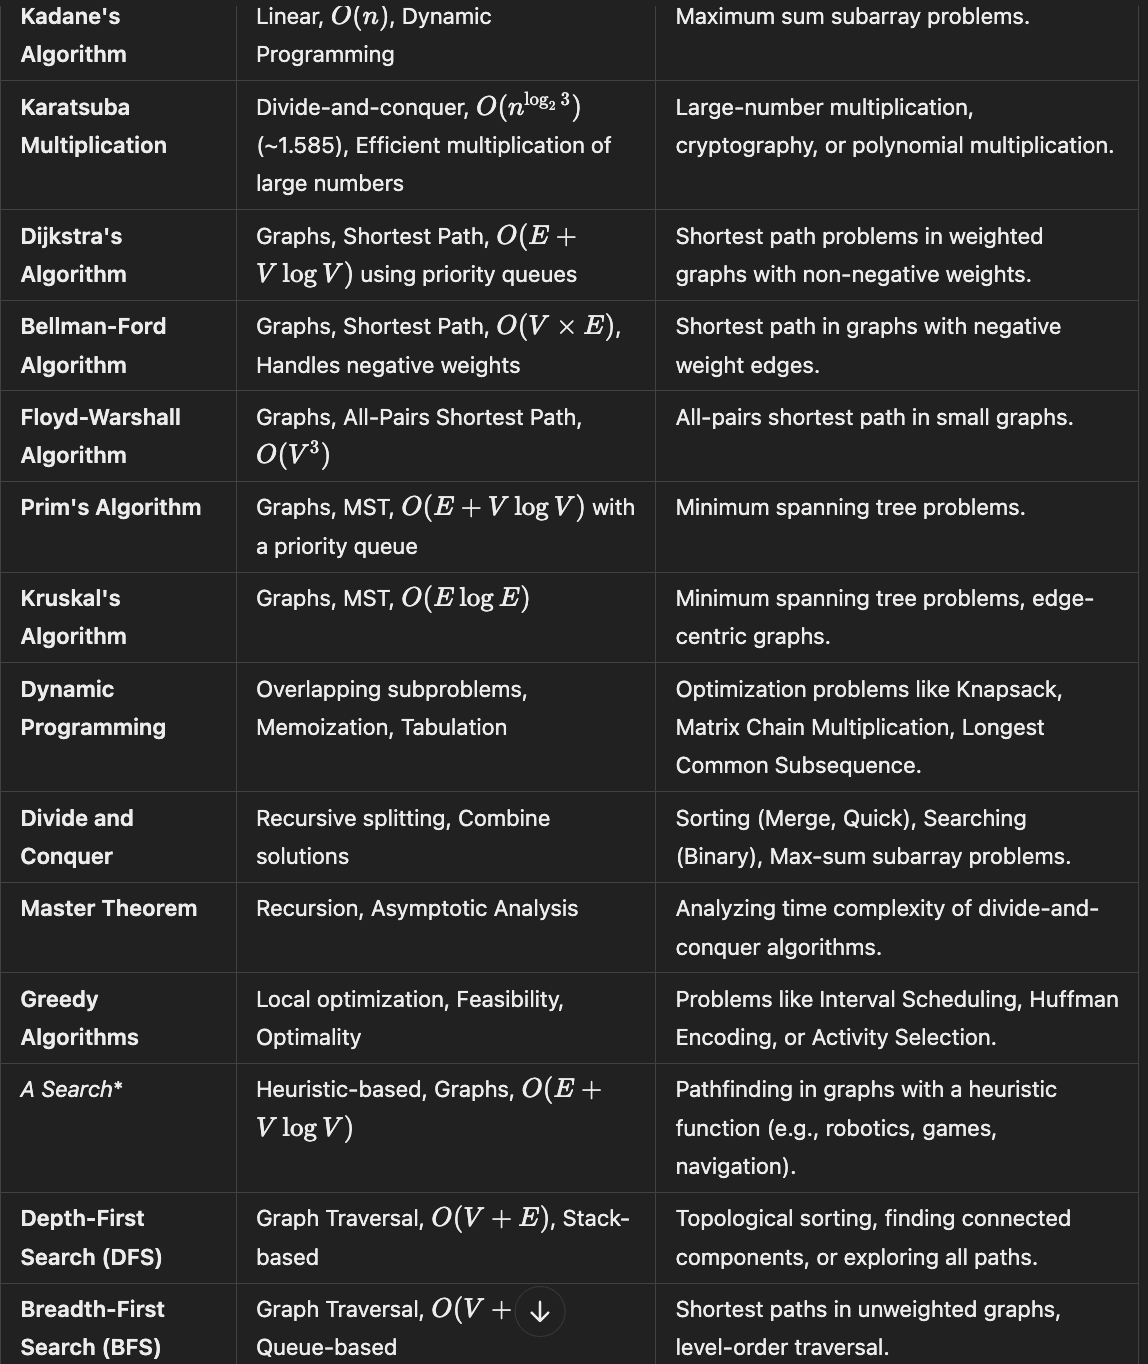 Kadane's Linear, O(n), Dynamic Maximum sum subarray problems.
Algorithm Programming
Karatsuba Divide-and-conquer, O(n^{log₂ 3}) Large-number multiplication,
Multiplication (~1.585), Efficient multiplication of cryptography, or polynomial multiplication.
large numbers
Dijkstra's Graphs, Shortest Path, O(E + Shortest path problems in weighted
Algorithm V log V) using priority queues graphs with non-negative weights.
Bellman-Ford Graphs, Shortest Path, O(V × E), Shortest path in graphs with negative
Algorithm Handles negative weights weight edges.
Floyd-Warshall Graphs, All-Pairs Shortest Path, All-pairs shortest path in small graphs.
Algorithm O(V³)
Prim's Algorithm Graphs, MST, O(E + V log V) with Minimum spanning tree problems.
a priority queue
Kruskal's Graphs, MST, O(E log E) Minimum spanning tree problems, edge-
Algorithm centric graphs.
Dynamic Overlapping subproblems, Optimization problems like Knapsack,
Programming Memoization, Tabulation Matrix Chain Multiplication, Longest
Common Subsequence.
Divide and Recursive splitting, Combine Sorting (Merge, Quick), Searching
Conquer solutions (Binary), Max-sum subarray problems.
Master Theorem Recursion, Asymptotic Analysis Analyzing time complexity of divide-and-
conquer algorithms.
Greedy Local optimization, Feasibility, Problems like Interval Scheduling, Huffman
Algorithms Optimality Encoding, or Activity Selection.
A Search* Heuristic-based, Graphs, O(E + Pathfinding in graphs with a heuristic
V log V) function (e.g., robotics, games,
navigation).
Depth-First Graph Traversal, O(V + E), Stack- Topological sorting, finding connected
Search (DFS) based components, or exploring all paths.
Breadth-First Graph Traversal, O(V + Shortest paths in unweighted graphs,
Search (BFS) Queue-based level-order traversal.